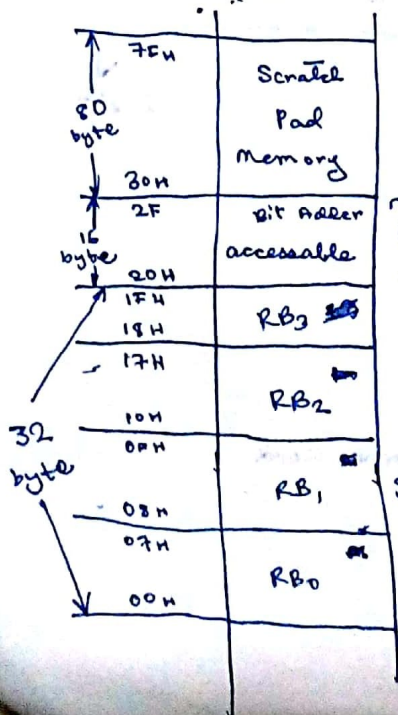 7FH
Scratch
80
byte
Pad
Memory
30H
2F
Bit Adder
16
byte
accessable
20H
1FH
RB3
18H
17H
RB2
32
byte
10H
0FH
RB1
08H
07H
RB0
00H